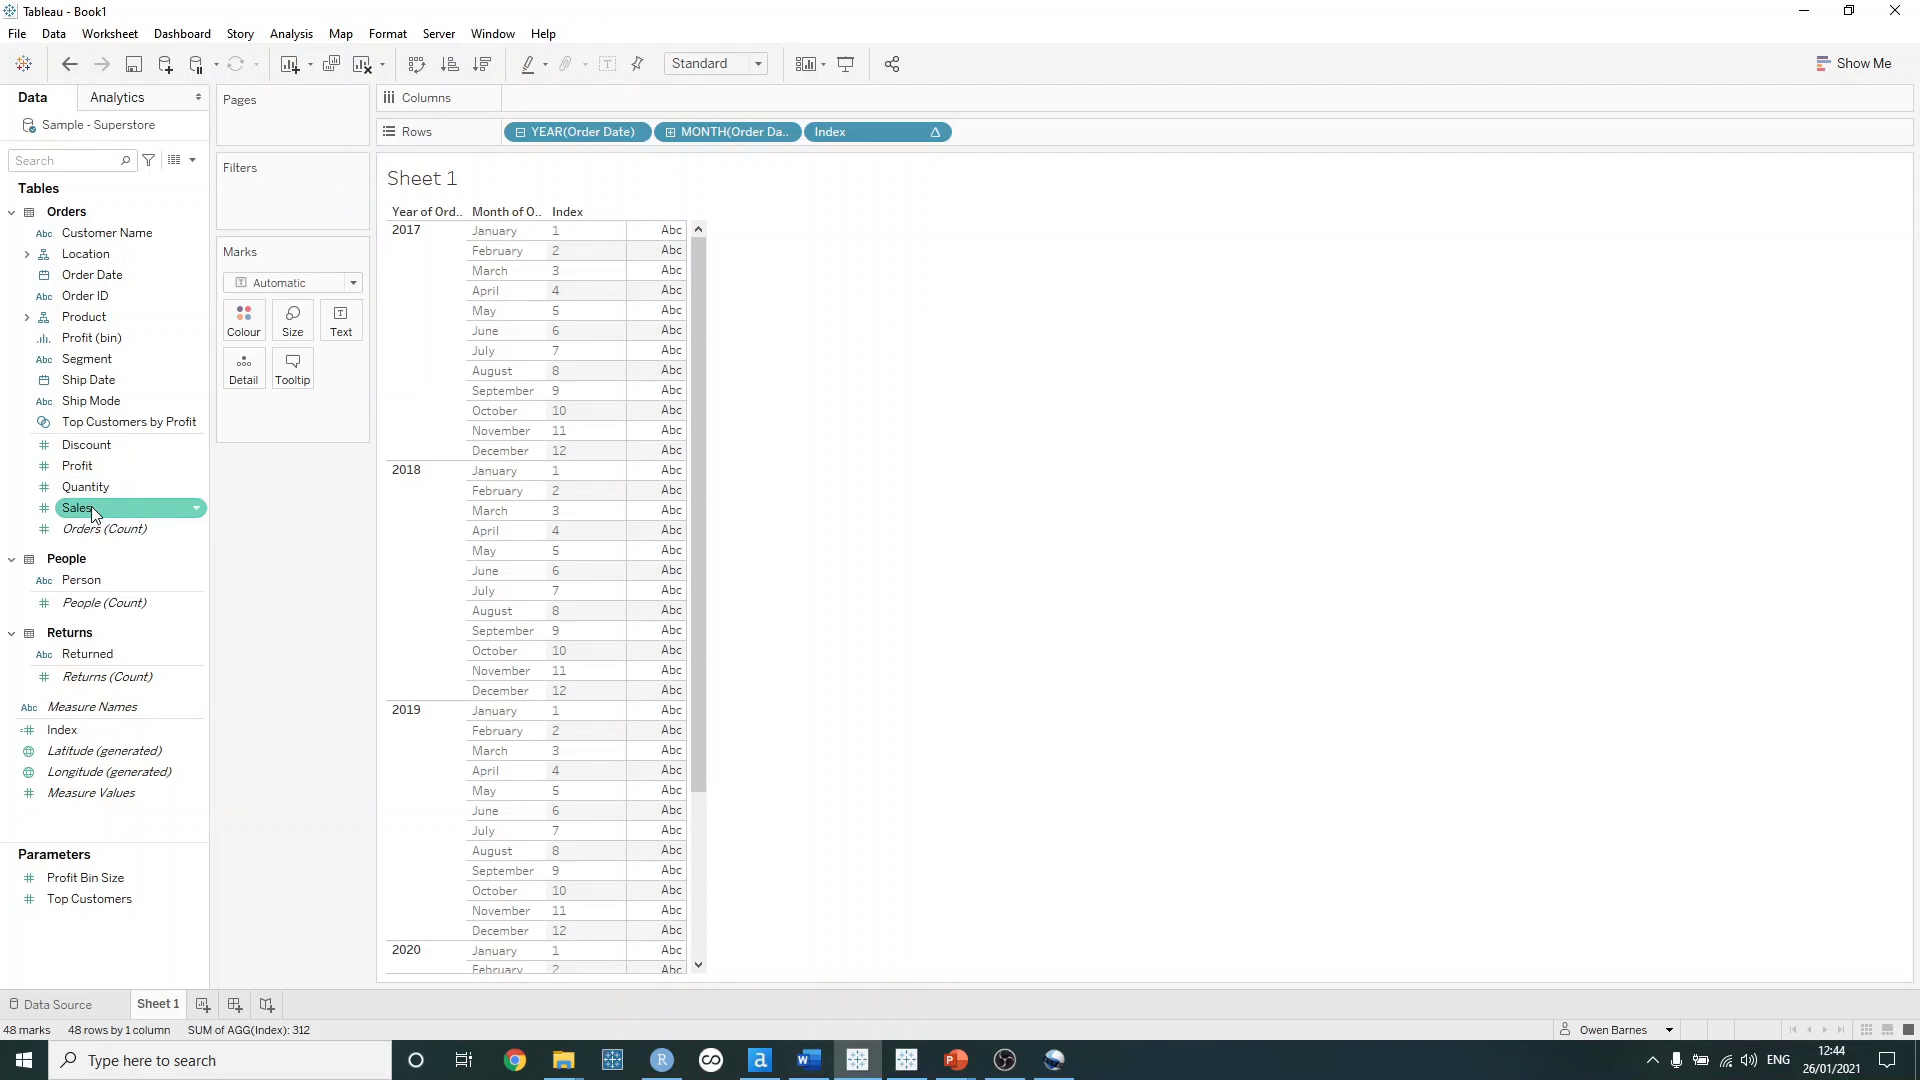 Tableau - Book1
File Data Worksheet Dashboard Story Analysis Map Format Server Window Help
Standard
Show Me
Data Analytics
Sample - Superstore
Search
Tables
Orders
Abc Customer Name
Location
Order Date
Abc Order ID
Product
Profit (bin)
Abc Segment
Ship Date
Abc Ship Mode
Top Customers by Profit
Discount
Profit
Quantity
Sales
Orders (Count)
People
Abc Person
People (Count)
Returns
Abc Returned
Returns (Count)
Abc Measure Names
Index
Latitude (generated)
Longitude (generated)
Measure Values
Parameters
Profit Bin Size
Top Customers
Pages
Filters
Marks
Automatic
Colour Size Text
Detail Tooltip
Columns
Rows YEAR(Order Date) MONTH(Order Da.. Index
Sheet 1
Year of Ord.. Month of O.. Index
2017 January 1 Abc
February 2 Abc
March 3 Abc
April 4 Abc
May 5 Abc
June 6 Abc
July 7 Abc
August 8 Abc
September 9 Abc
October 10 Abc
November 11 Abc
December 12 Abc
2018 January 1 Abc
February 2 Abc
March 3 Abc
April 4 Abc
May 5 Abc
June 6 Abc
July 7 Abc
August 8 Abc
September 9 Abc
October 10 Abc
November 11 Abc
December 12 Abc
2019 January 1 Abc
February 2 Abc
March 3 Abc
April 4 Abc
May 5 Abc
June 6 Abc
July 7 Abc
August 8 Abc
September 9 Abc
October 10 Abc
November 11 Abc
December 12 Abc
2020 January 1 Abc
February 2 Abc
Data Source Sheet 1
48 marks 48 rows by 1 column SUM of AGG(Index): 312
Owen Barnes
Type here to search
ENG
12:44
26/01/2021